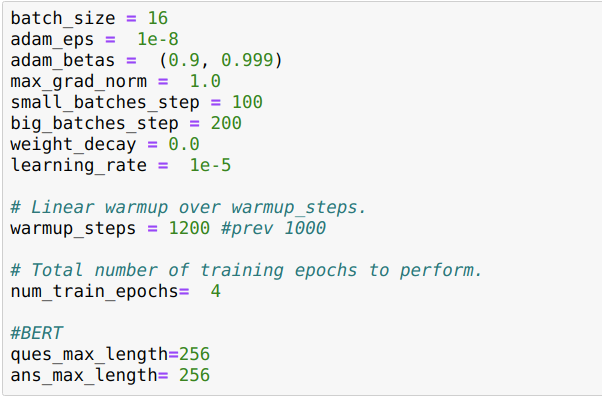 batch_size = 16
adam_eps =  1e-8
adam_betas =  (0.9, 0.999)
max_grad_norm =  1.0
small_batches_step = 100
big_batches_step = 200
weight_decay = 0.0
learning_rate =  1e-5

# Linear warmup over warmup_steps.
warmup_steps = 1200 #prev 1000

# Total number of training epochs to perform.
num_train_epochs=  4

#BERT
ques_max_length=256
ans_max_length= 256